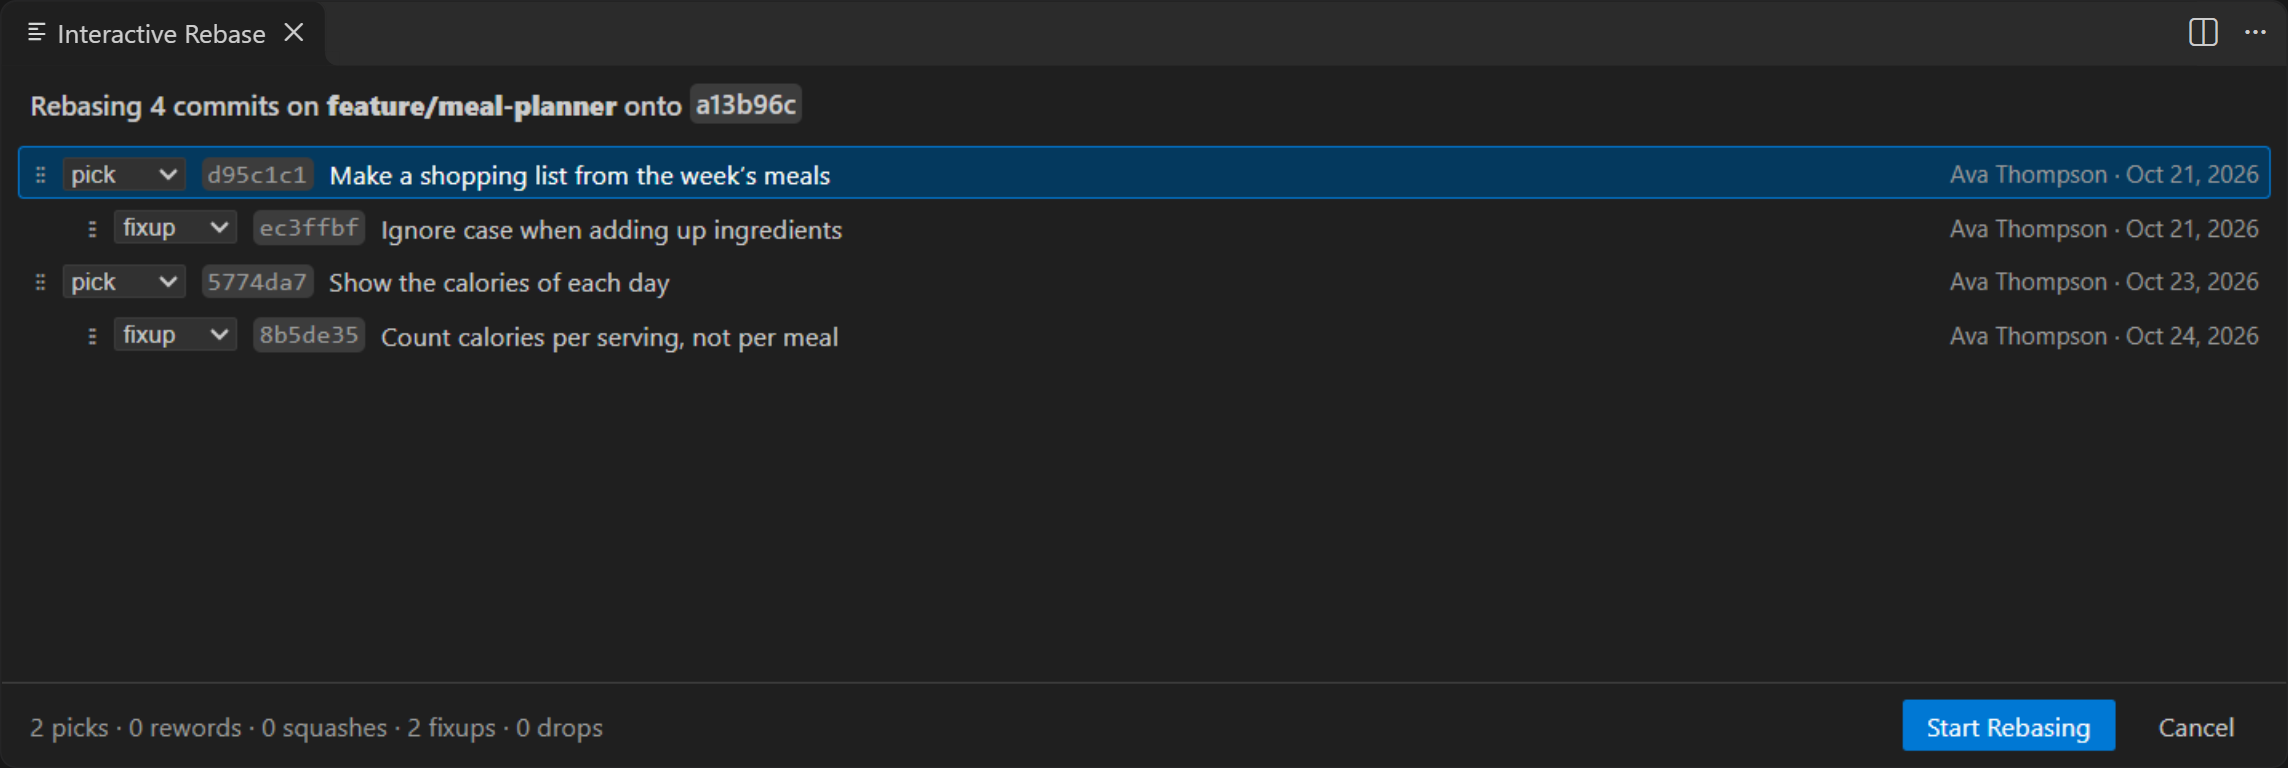 Interactive Rebase
Rebasing 4 commits on feature/meal-planner onto a13b96c
pick d95c1c1 Make a shopping list from the week’s meals Ava Thompson · Oct 21, 2026
fixup ec3ffbf Ignore case when adding up ingredients Ava Thompson · Oct 21, 2026
pick 5774da7 Show the calories of each day Ava Thompson · Oct 23, 2026
fixup 8b5de35 Count calories per serving, not per meal Ava Thompson · Oct 24, 2026
2 picks · 0 rewords · 0 squashes · 2 fixups · 0 drops Start Rebasing Cancel